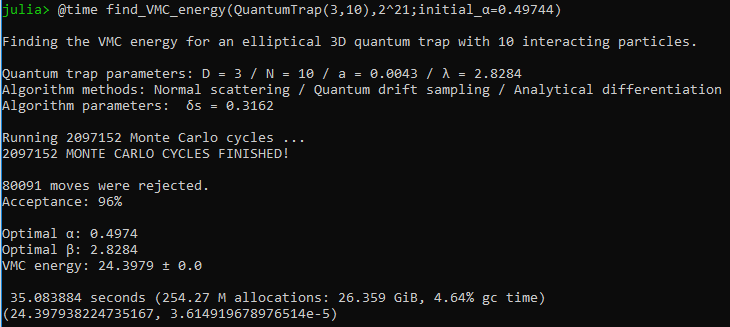 julia> @time find_VMC_energy(QuantumTrap(3,10),2^21;initial_α=0.49744)
Finding the VMC energy for an elliptical 3D quantum trap with 10 interacting particles.
Quantum trap parameters: D = 3 / N = 10 / a = 0.0043 / λ = 2.8284
Algorithm methods: Normal scattering / Quantum drift sampling / Analytical differentiation
Algorithm parameters:  δs = 0.3162
Running 2097152 Monte Carlo cycles ...
2097152 MONTE CARLO CYCLES FINISHED!
80091 moves were rejected.
Acceptance: 96%
Optimal α: 0.4974
Optimal β: 2.8284
VMC energy: 24.3979 ± 0.0
35.083884 seconds (254.27 M allocations: 26.359 GiB, 4.64% gc time)
(24.397938224735167, 3.614919678976514e-5)